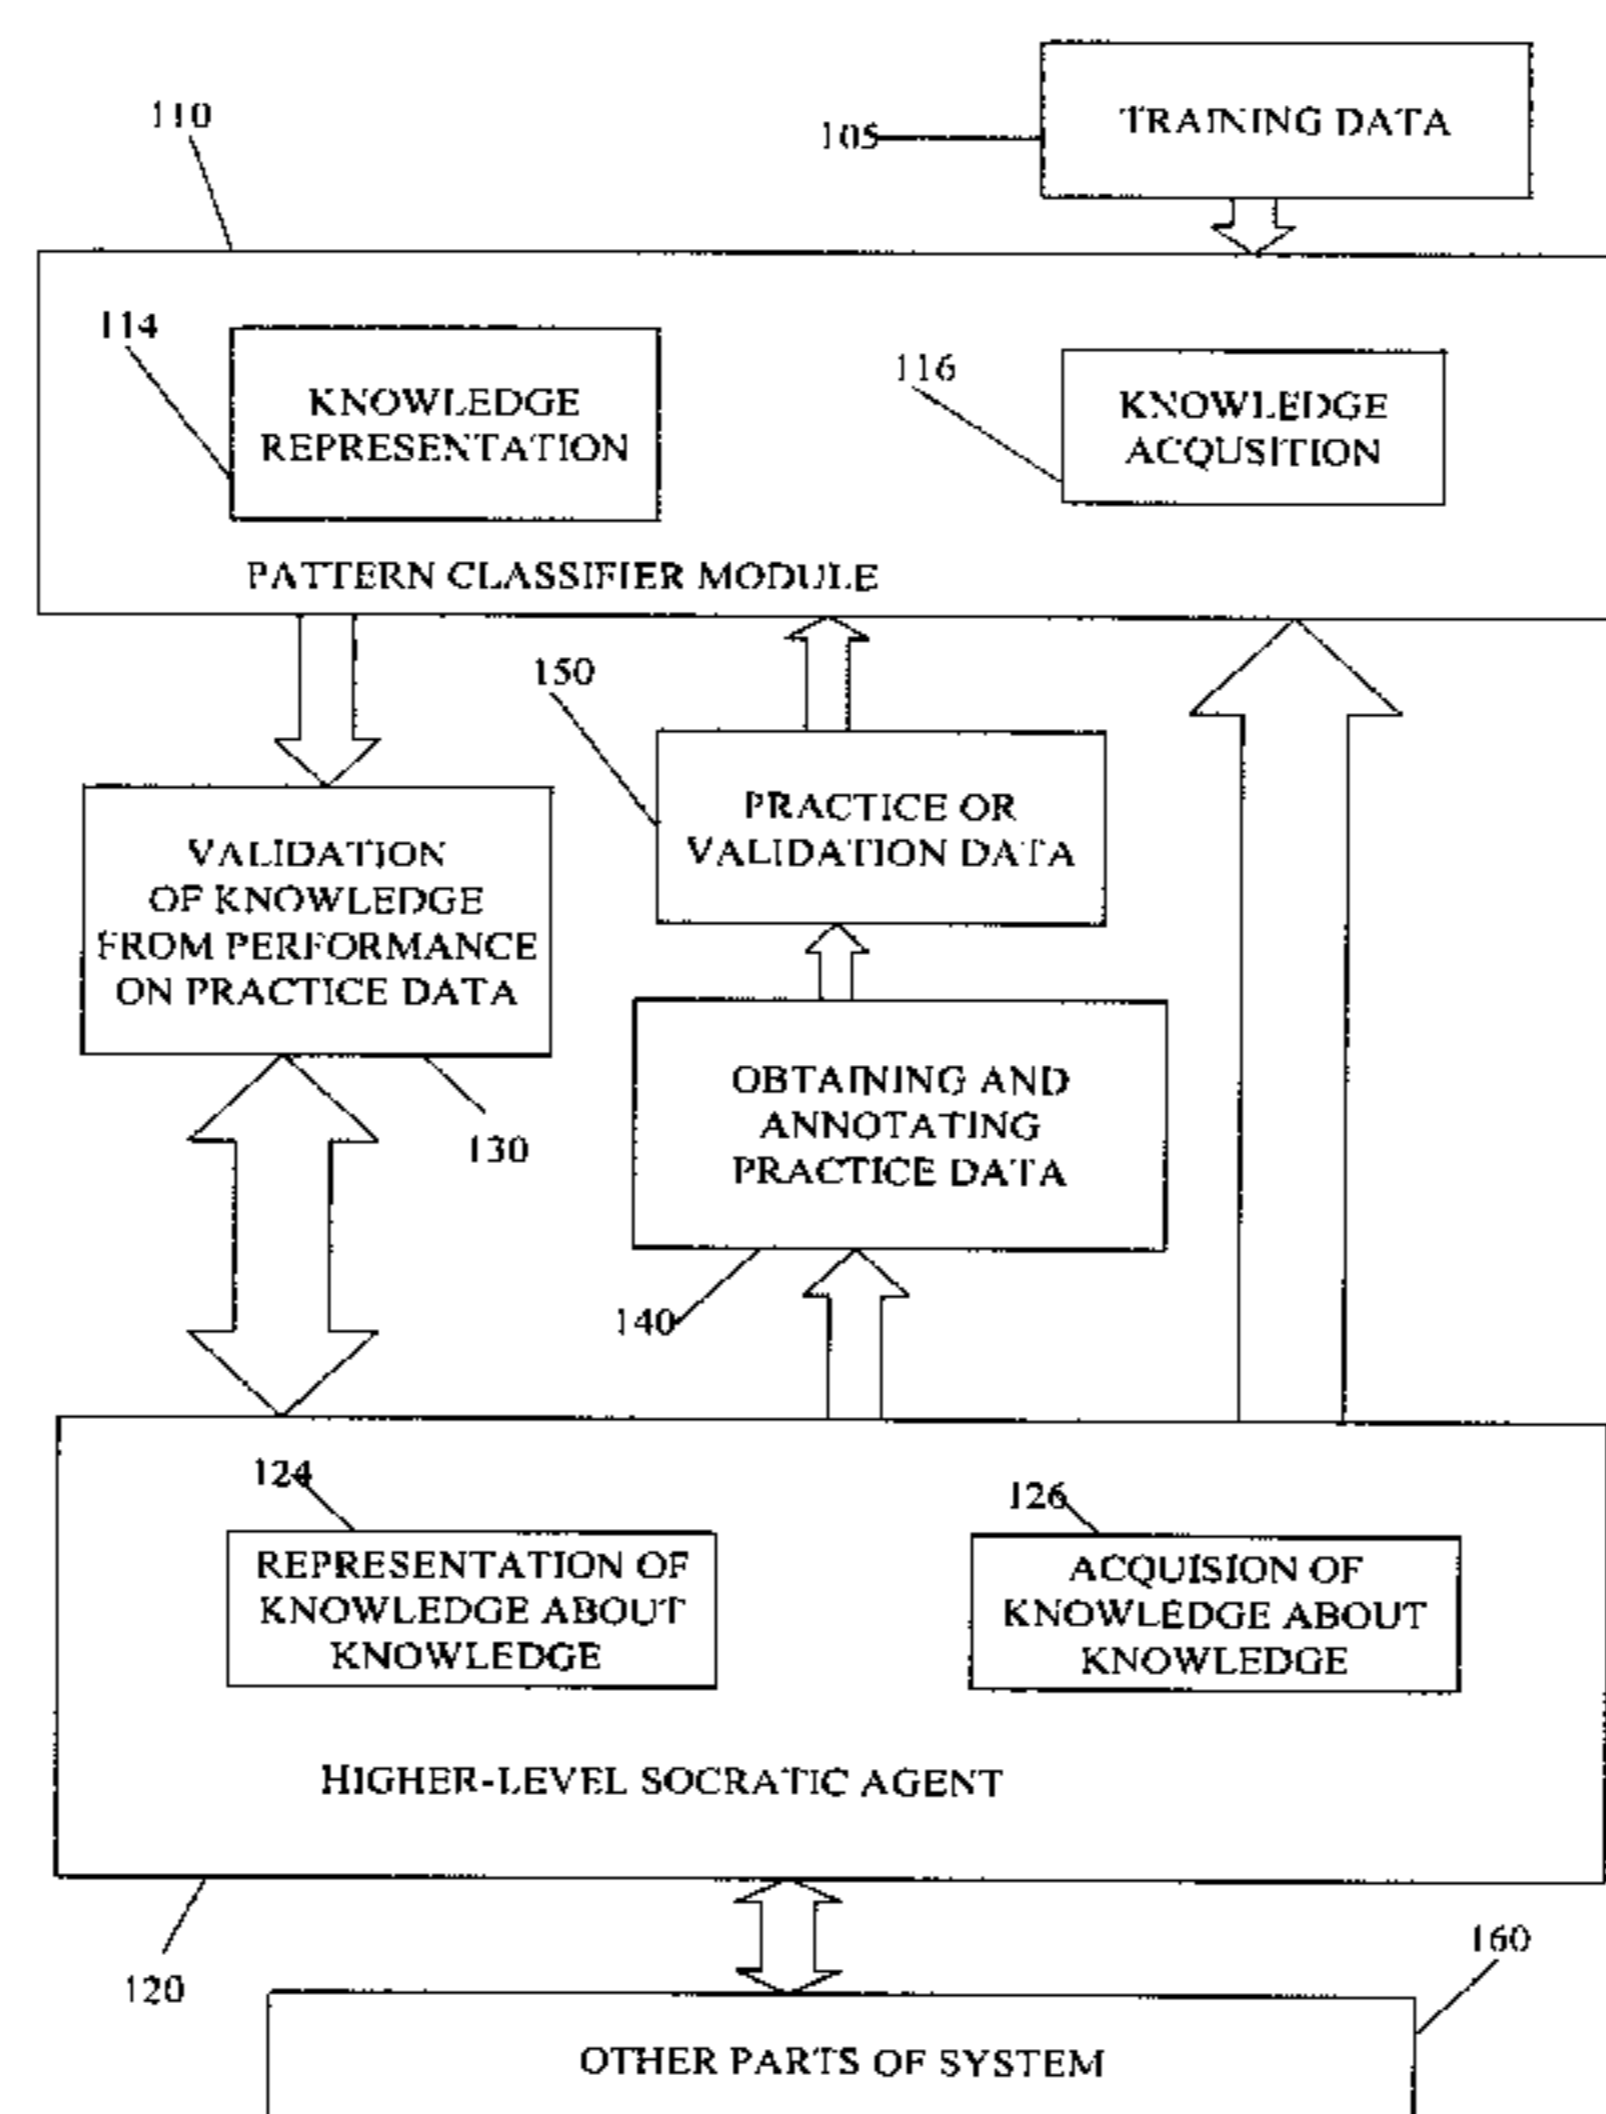 110
105
TRAINING DATA
114
KNOWLEDGE
REPRESENTATION
116
KNOWLEDGE
ACQUSITION
PATTERN CLASSIFIER MODULE
150
PRACTICE OR
VALIDATION DATA
VALIDATION
OF KNOWLEDGE
FROM PERFORMANCE
ON PRACTICE DATA
130
OBTAINING AND
ANNOTATING
PRACTICE DATA
140
124
REPRESENTATION OF
KNOWLEDGE ABOUT
KNOWLEDGE
126
ACQUISION OF
KNOWLEDGE ABOUT
KNOWLEDGE
HIGHER-LEVEL SOCRATIC AGENT
120
160
OTHER PARTS OF SYSTEM